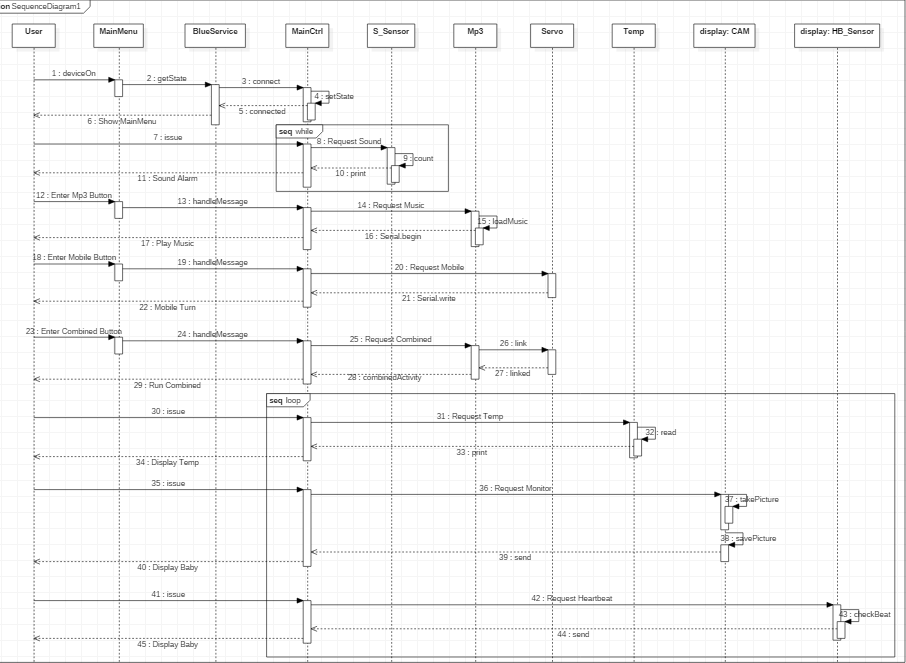 on SequenceDiagram1
User
MainMenu
BlueService
MainCtrl
S_Sensor
Mp3
Servo
Temp
display: CAM
display: HB_Sensor
1 : deviceOn
2 : getState
3 : connect
4 : setState
5 : connected
6 : Show MainMenu
seq while
7 : issue
8 : Request Sound
9 : count
10 : print
11 : Sound Alarm
12 : Enter Mp3 Button
13 : handleMessage
14 : Request Music
15 : loadMusic
16 : Serial.begin
17 : Play Music
18 : Enter Mobile Button
19 : handleMessage
20 : Request Mobile
21 : Serial.write
22 : Mobile Turn
23 : Enter Combined Button
24 : handleMessage
25 : Request Combined
26 : link
27 : linked
28 : combinedActivity
29 : Run Combined
seq loop
30 : issue
31 : Request Temp
32 : read
33 : print
34 : Display Temp
35 : issue
36 : Request Monitor
37 : takePicture
38 : savePicture
39 : send
40 : Display Baby
41 : issue
42 : Request Heartbeat
43 : checkBeat
44 : send
45 : Display Baby